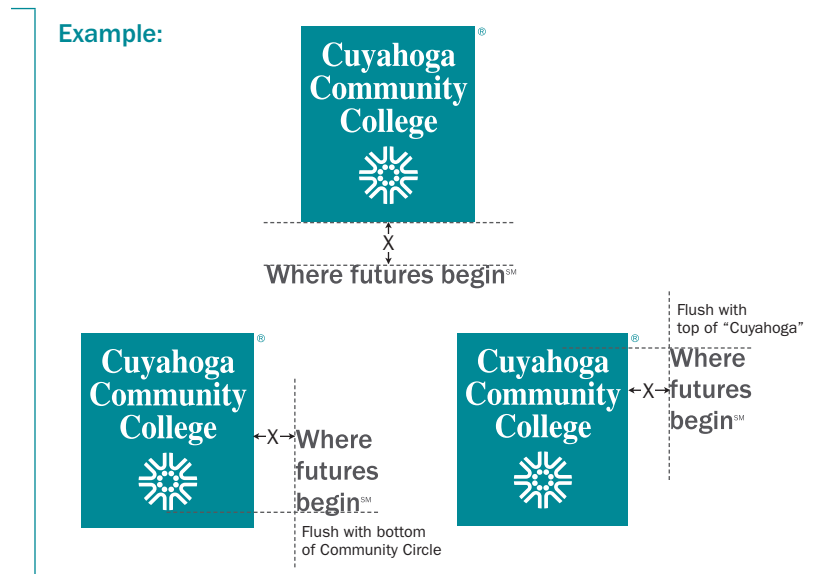 Example:
Cuyahoga
Community
College
®
X
Where futures begin℠
Cuyahoga
Community
College
®
X
Where
futures
begin℠
Flush with bottom
of Community Circle
Cuyahoga
Community
College
®
X
Flush with
top of “Cuyahoga”
Where
futures
begin℠